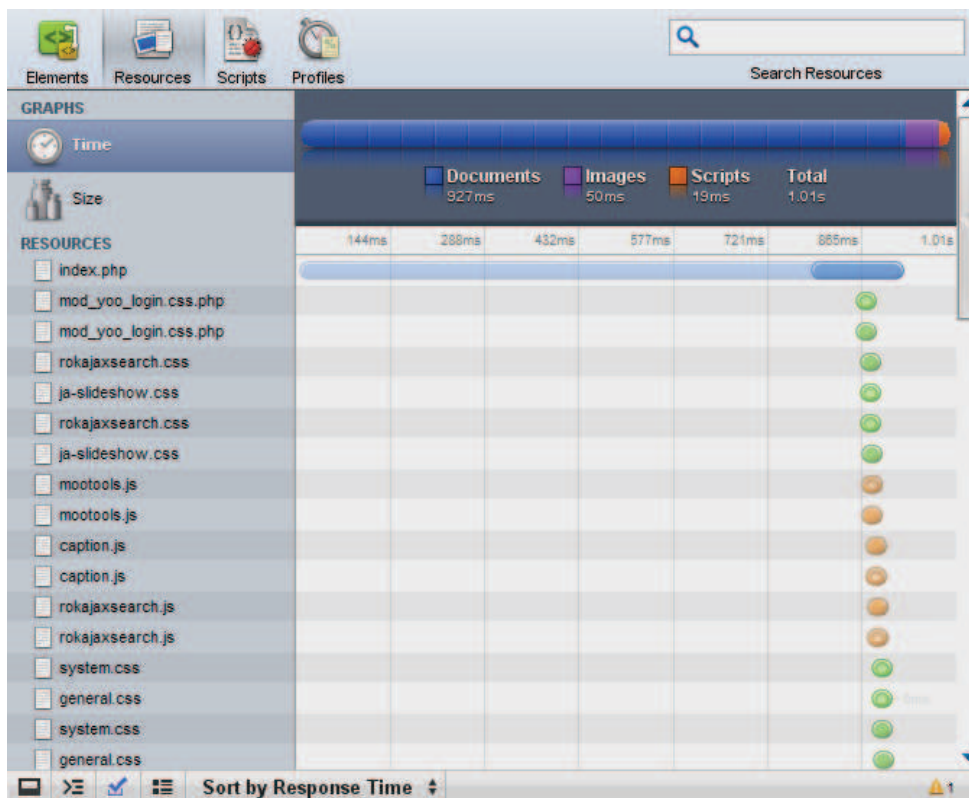 Elements Resources Scripts Profiles
Search Resources
GRAPHS
Time
Size
Documents Images Scripts Total
927ms 50ms 19ms 1.01s
RESOURCES
144ms 288ms 432ms 577ms 721ms 865ms 1.01s
index.php
mod_yoo_login.css.php
mod_yoo_login.css.php
rokajaxsearch.css
ja-slideshow.css
rokajaxsearch.css
ja-slideshow.css
mootools.js
mootools.js
caption.js
caption.js
rokajaxsearch.js
rokajaxsearch.js
system.css
general.css
system.css
general.css
Sort by Response Time
1